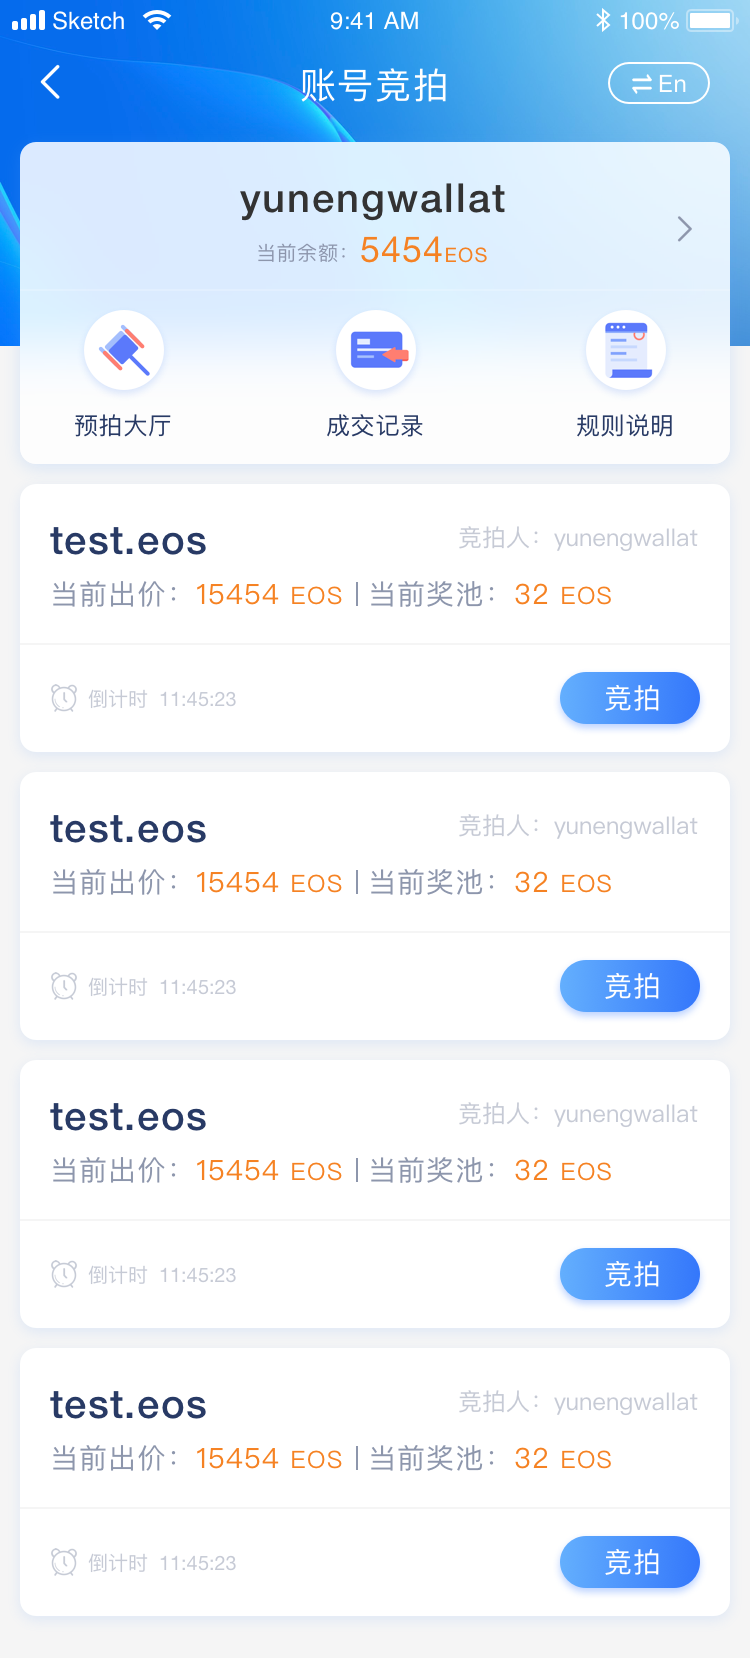 Sketch 9:41 AM 100%
账号竞拍
En
yunengwallat
当前余额: 5454EOS
预拍大厅 成交记录 规则说明
test.eos 竞拍人: yunengwallat
当前出价: 15454 EOS | 当前奖池: 32 EOS
倒计时 11:45:23 竞拍
test.eos 竞拍人: yunengwallat
当前出价: 15454 EOS | 当前奖池: 32 EOS
倒计时 11:45:23 竞拍
test.eos 竞拍人: yunengwallat
当前出价: 15454 EOS | 当前奖池: 32 EOS
倒计时 11:45:23 竞拍
test.eos 竞拍人: yunengwallat
当前出价: 15454 EOS | 当前奖池: 32 EOS
倒计时 11:45:23 竞拍